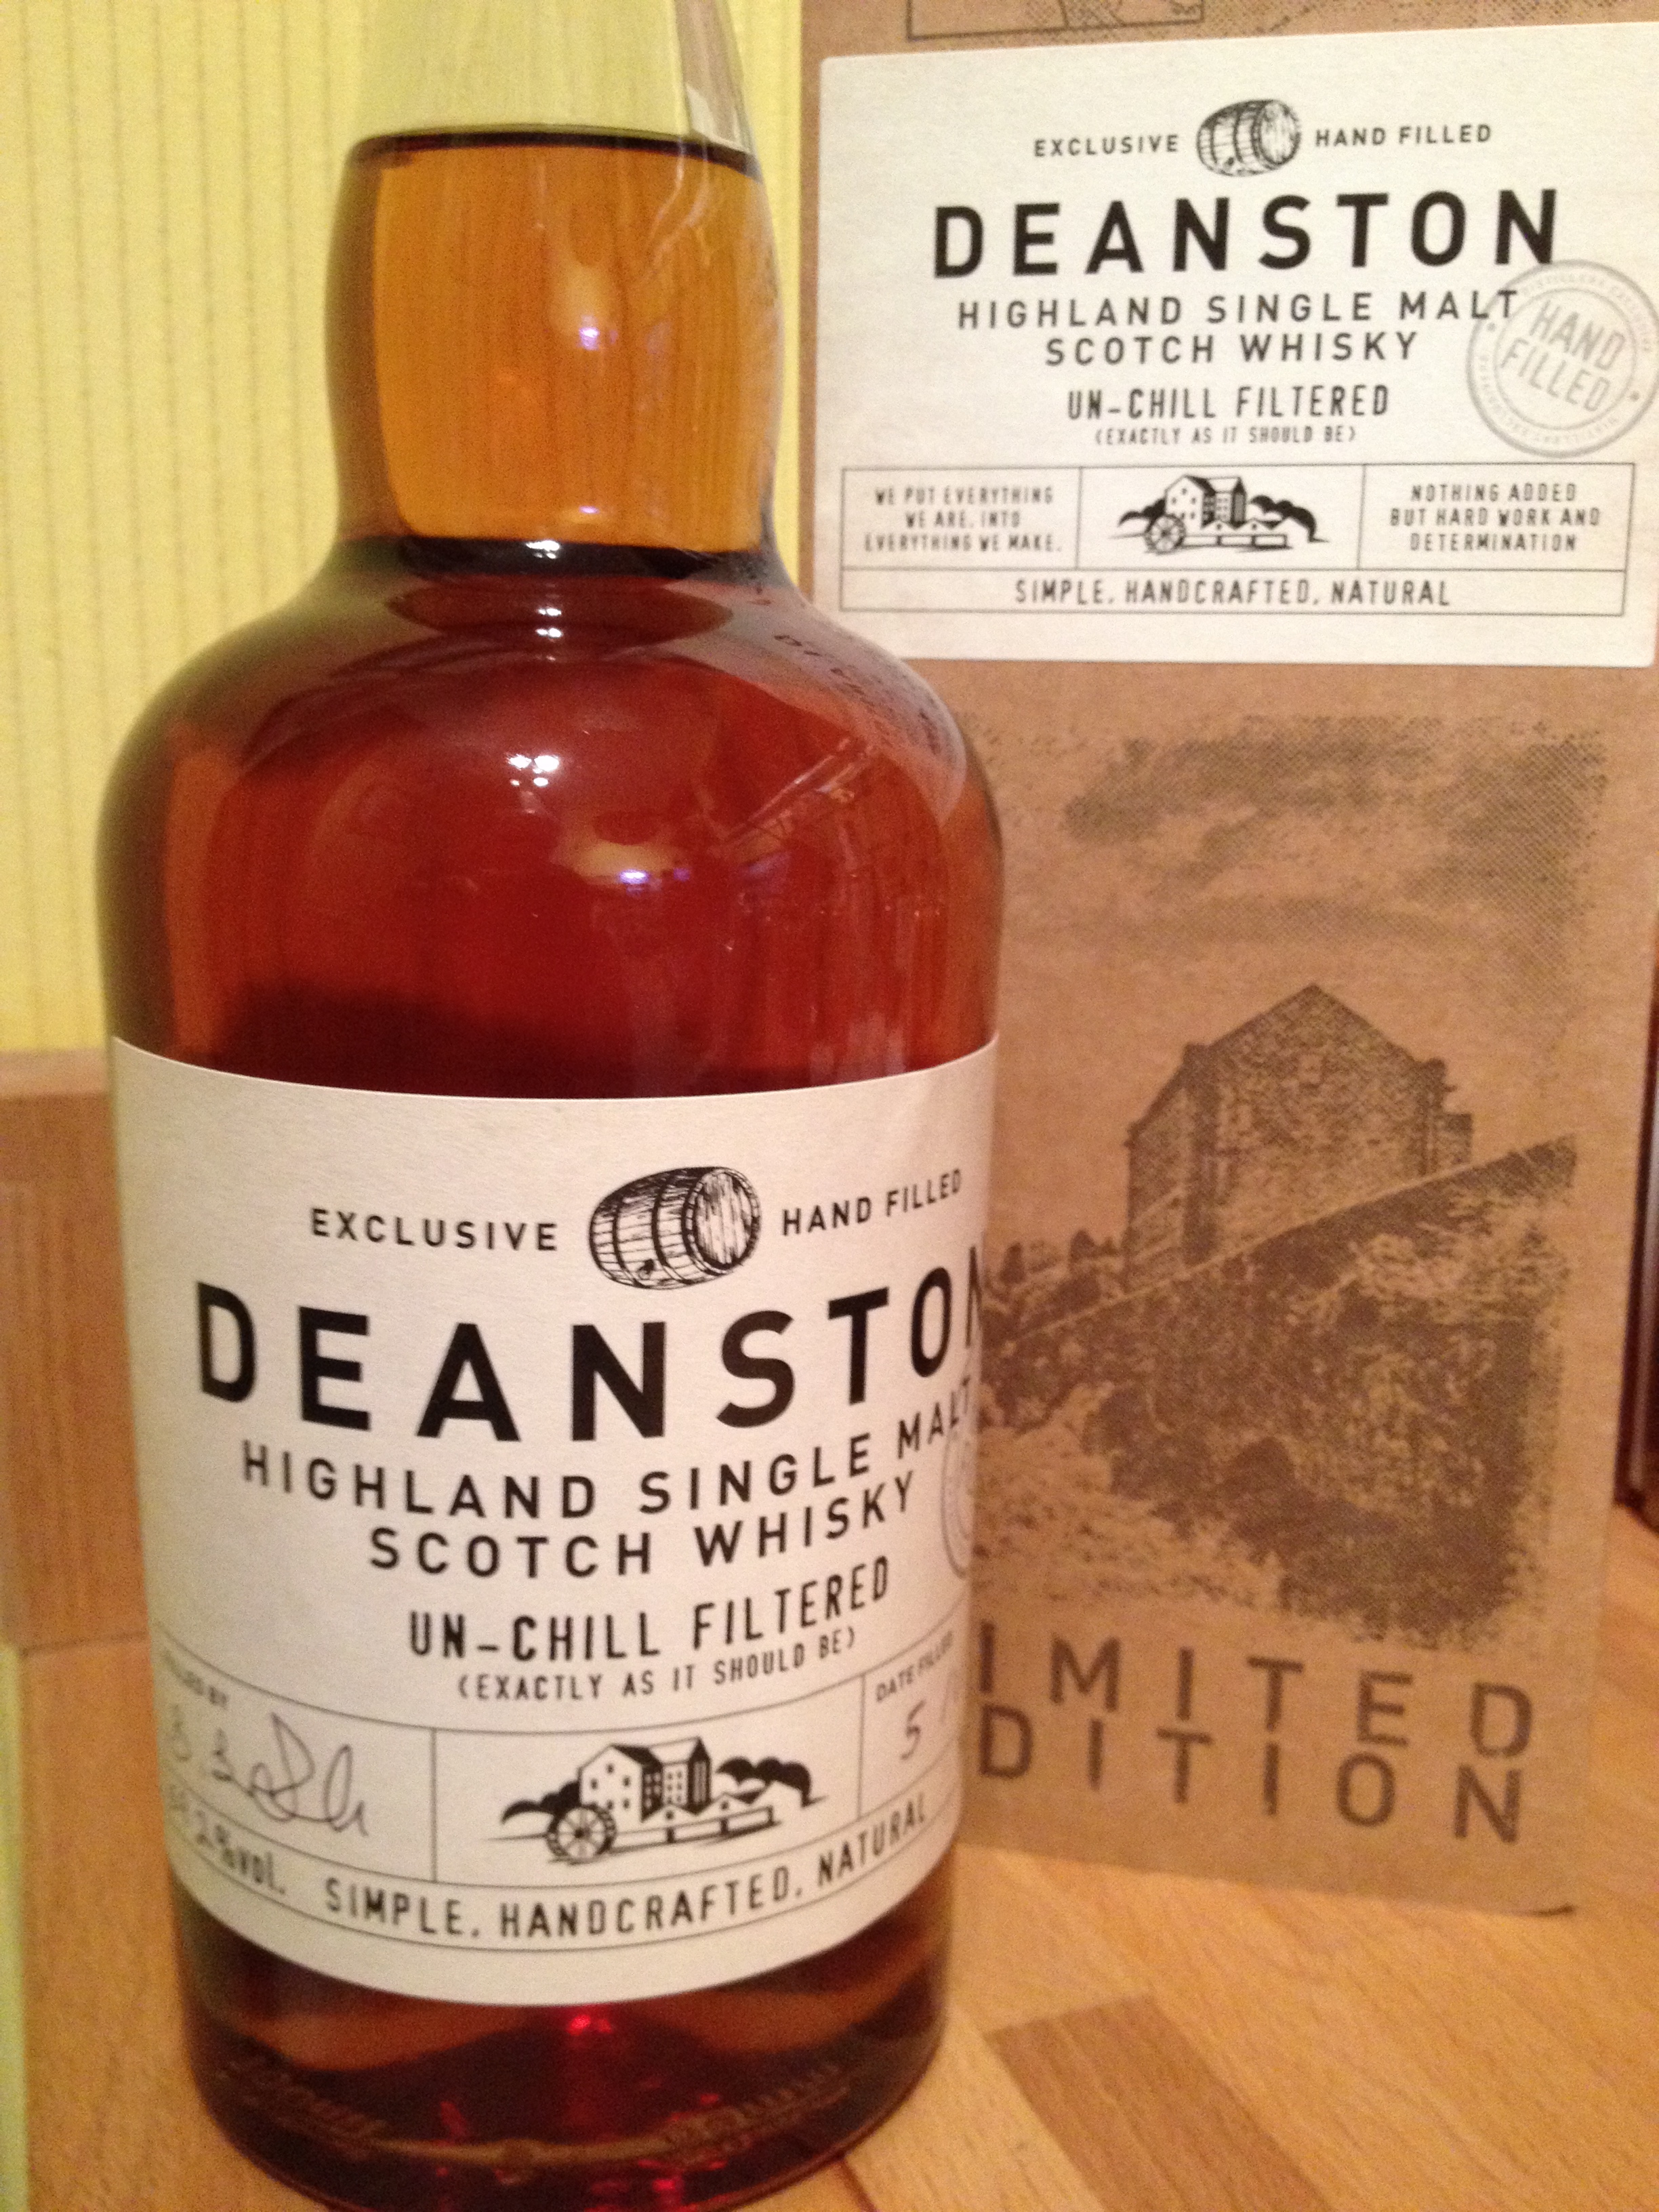 EXCLUSIVE HAND FILLED
DEANSTON
HIGHLAND SINGLE MALT
SCOTCH WHISKY
UN-CHILL FILTERED
(EXACTLY AS IT SHOULD BE)
HAND
FILLED
WE PUT EVERYTHING
WE ARE, INTO
EVERYTHING WE MAKE.
NOTHING ADDED
BUT HARD WORK AND
DETERMINATION
SIMPLE, HANDCRAFTED, NATURAL
IMITED
DITION
EXCLUSIVE HAND FILLED
DEANSTON
HIGHLAND SINGLE MALT
SCOTCH WHISKY
UN-CHILL FILTERED
(EXACTLY AS IT SHOULD BE)
BY
DATE FILLED
5
%vol.
SIMPLE, HANDCRAFTED, NATURAL